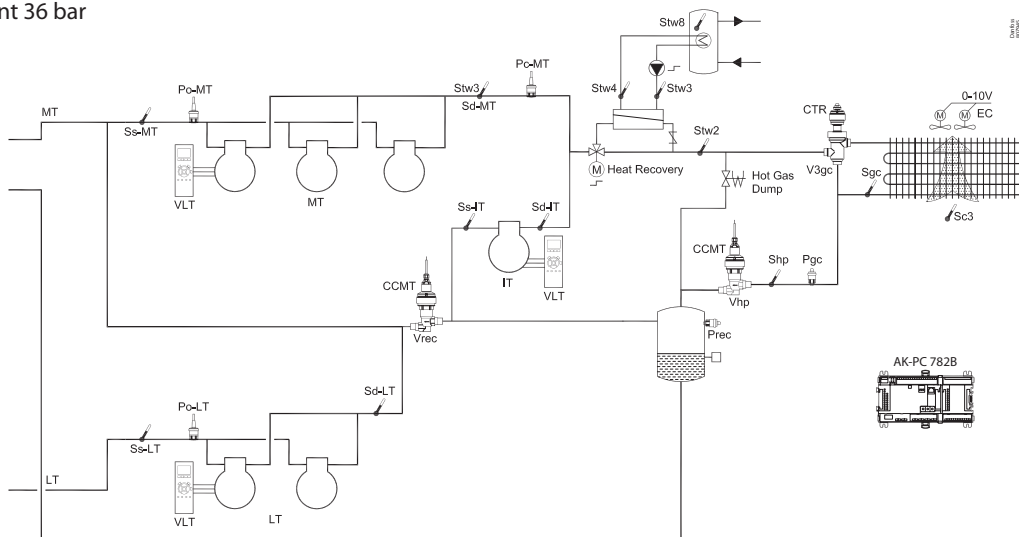 nt 36 bar
Stw8
Danfoss
Po-MT
Pc-MT
Stw3
Stw4
Stw3
0-10V
M
M
EC
CTR
MT
Ss-MT
Sd-MT
Stw2
M
Heat Recovery
V3gc
Hot Gas
Dump
Sgc
VLT
MT
Ss-IT
Sd-IT
Sc3
CCMT
CCMT
Shp
Pgc
IT
VLT
Vhp
Vrec
Prec
AK-PC 782B
Sd-LT
Po-LT
Ss-LT
LT
VLT
LT